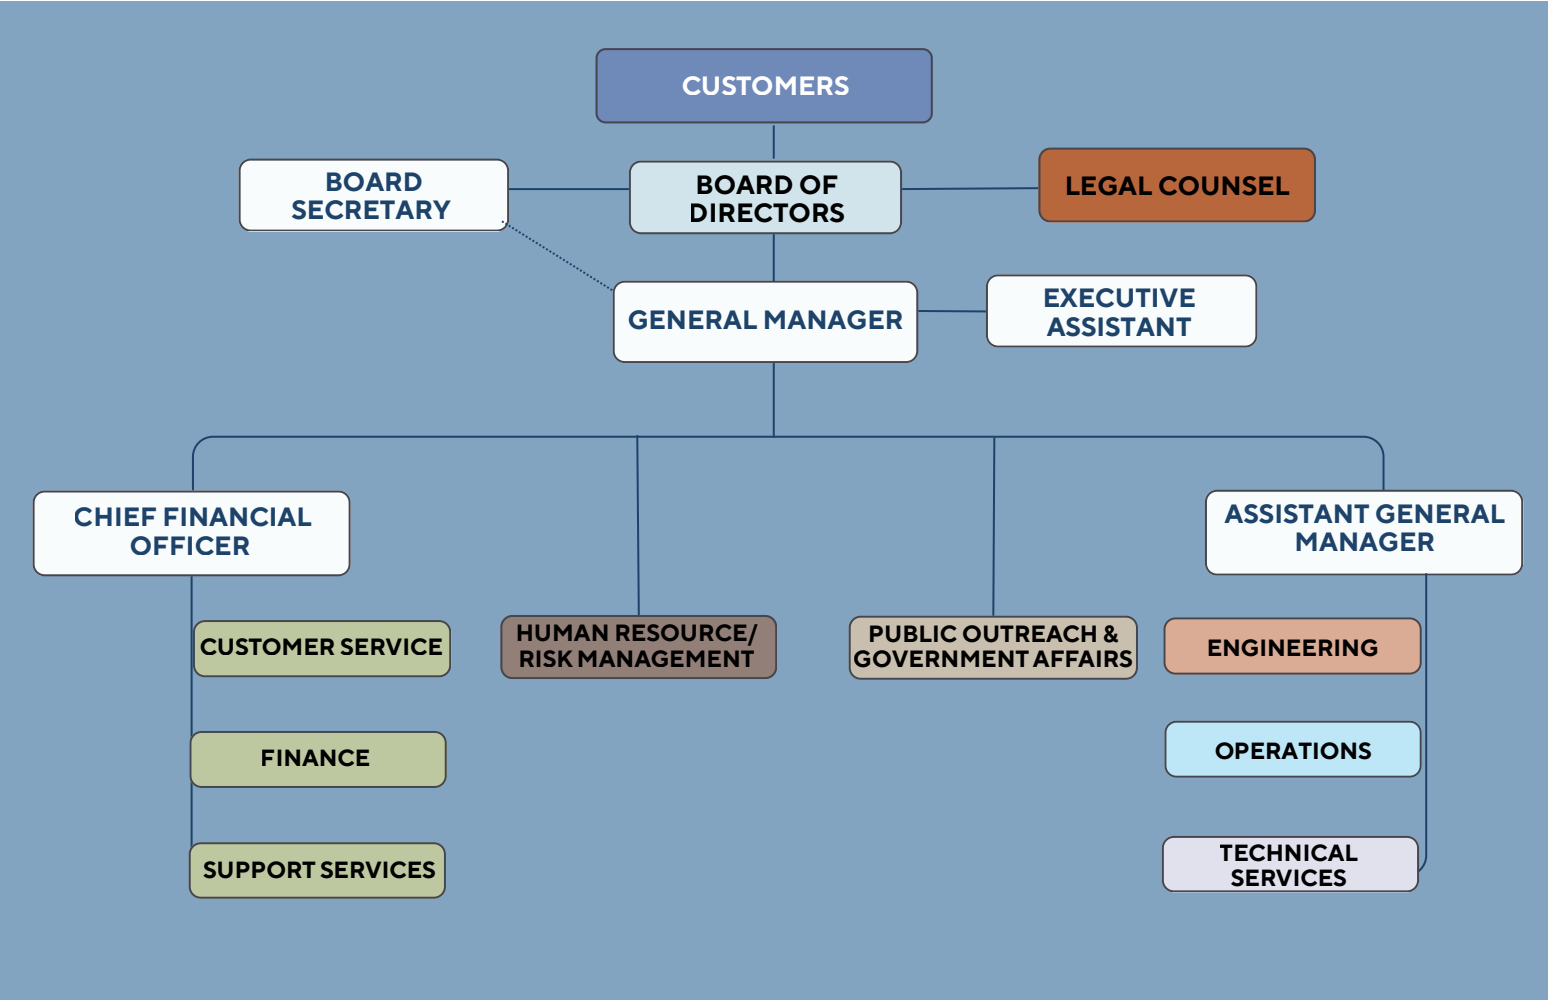 CUSTOMERS
BOARD
SECRETARY
BOARD OF
DIRECTORS
LEGAL COUNSEL
GENERAL MANAGER
EXECUTIVE
ASSISTANT
CHIEF FINANCIAL
OFFICER
ASSISTANT GENERAL
MANAGER
CUSTOMER SERVICE
HUMAN RESOURCE/
RISK MANAGEMENT
PUBLIC OUTREACH &
GOVERNMENT AFFAIRS
ENGINEERING
FINANCE
OPERATIONS
SUPPORT SERVICES
TECHNICAL
SERVICES